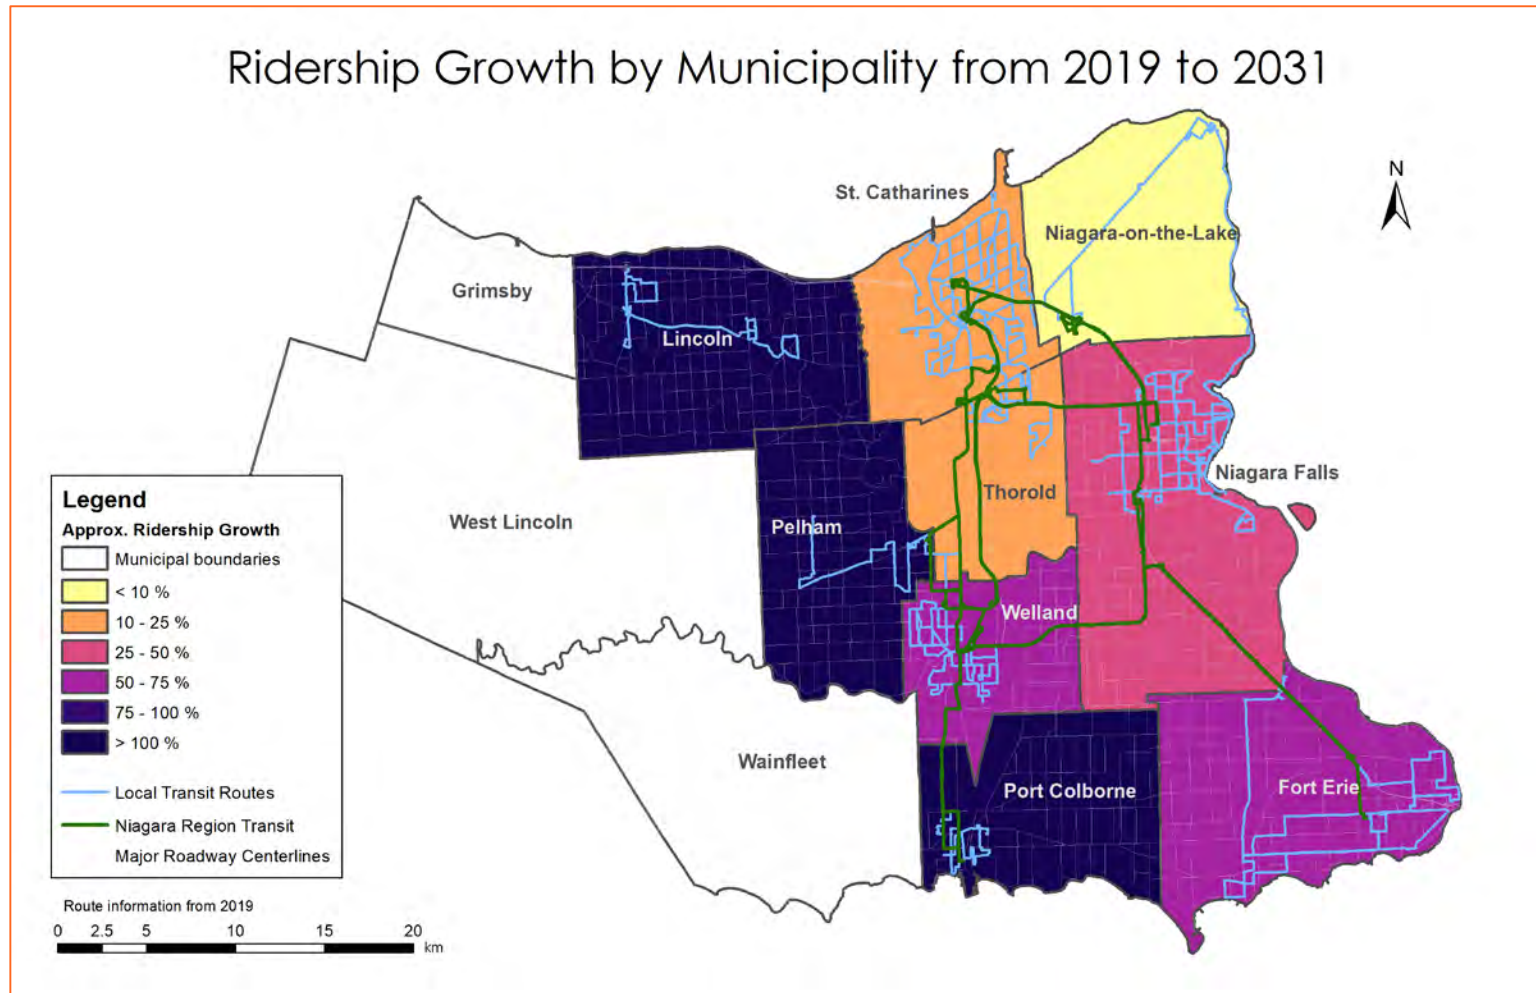 Ridership Growth by Municipality from 2019 to 2031
N
St. Catharines
Niagara-on-the-Lake
Grimsby
Lincoln
Niagara Falls
Thorold
West Lincoln
Pelham
Welland
Wainfleet
Port Colborne
Fort Erie
Legend
Approx. Ridership Growth
Municipal boundaries
< 10 %
10 - 25 %
25 - 50 %
50 - 75 %
75 - 100 %
> 100 %
Local Transit Routes
Niagara Region Transit
Major Roadway Centerlines
Route information from 2019
0 2.5 5 10 15 20
km